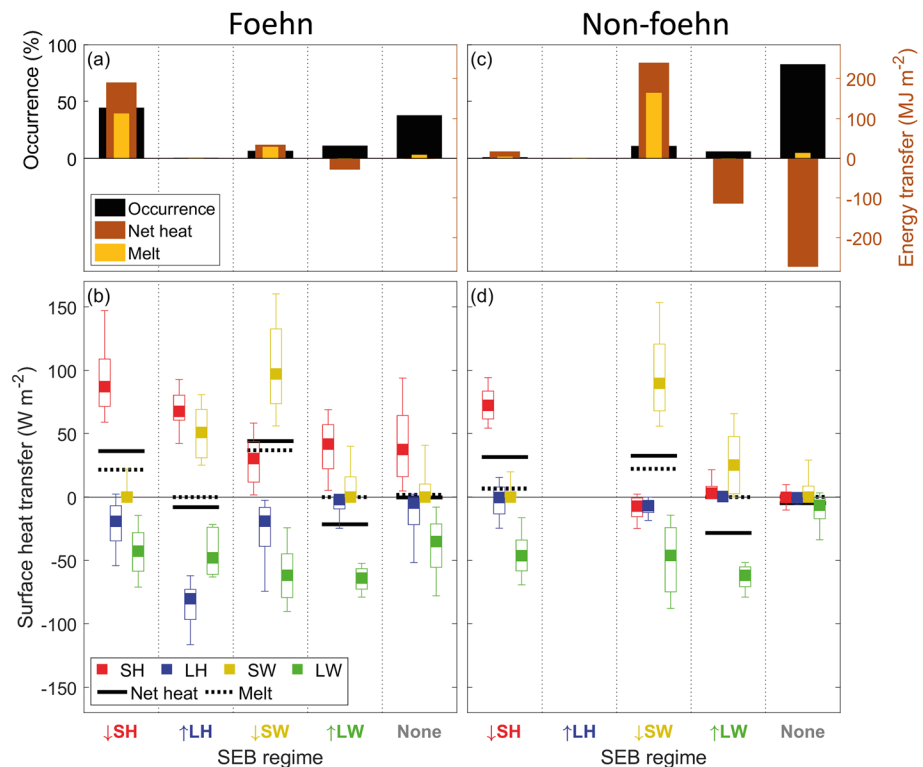 Foehn
Non-foehn
Occurrence (%)
100
50
0
(a)
Occurrence
Net heat
Melt
(c)
200
100
0
-100
-200
Energy transfer (MJ m⁻²)
Surface heat transfer (W m⁻²)
150
100
50
0
-50
-100
-150
(b)
SH LH SW LW
Net heat Melt
(d)
↓SH ↑LH ↓SW ↑LW None
SEB regime
↓SH ↑LH ↓SW ↑LW None
SEB regime